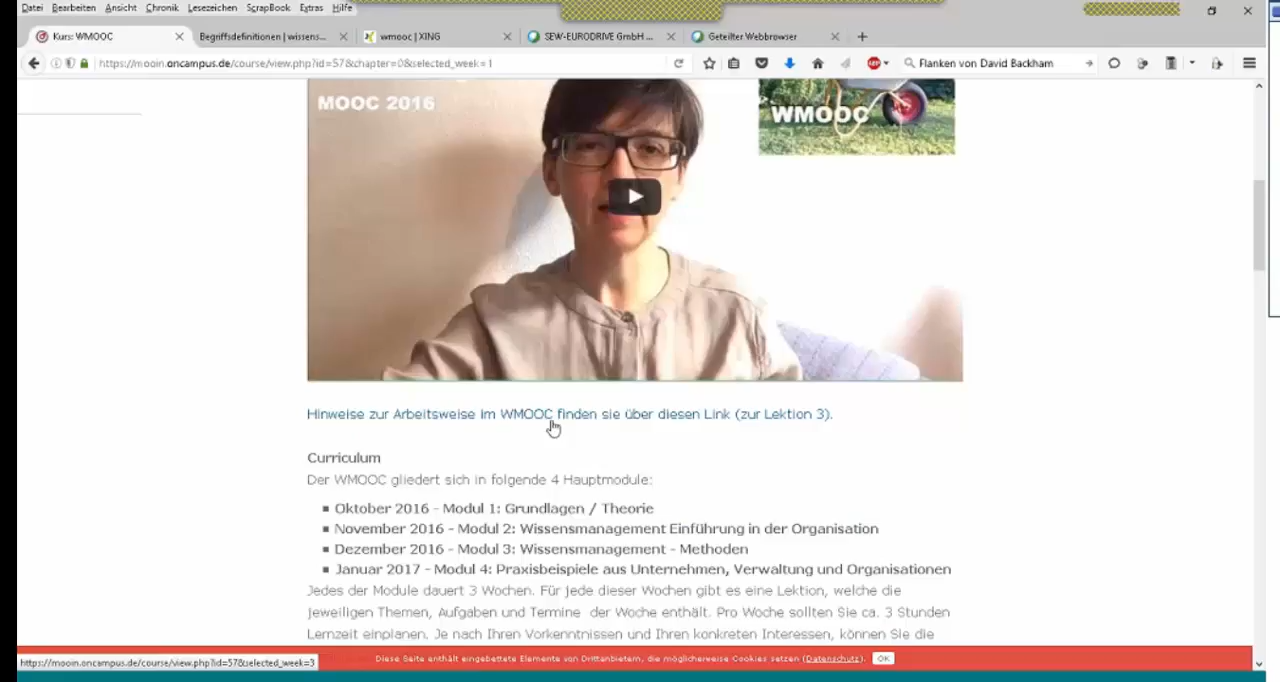 Datei Bearbeiten Ansicht Chronik Lesezeichen ScrapBook Extras Hilfe
Kurs: WMOOC
Begriffsdefinitionen | wissens...
wmooc | XING
SEW-EURODRIVE GmbH ...
Geteilter Webbrowser
https://mooin.oncampus.de/course/view.php?id=57&chapter=0&selected_week=1
Flanken von David Backham
MOOC 2016
WMOOC
Hinweise zur Arbeitsweise im WMOOC finden sie über diesen Link (zur Lektion 3).
Curriculum
Der WMOOC gliedert sich in folgende 4 Hauptmodule:
Oktober 2016 - Modul 1: Grundlagen / Theorie
November 2016 - Modul 2: Wissensmanagement Einführung in der Organisation
Dezember 2016 - Modul 3: Wissensmanagement - Methoden
Januar 2017 - Modul 4: Praxisbeispiele aus Unternehmen, Verwaltung und Organisationen
Jedes der Module dauert 3 Wochen. Für jede dieser Wochen gibt es eine Lektion, welche die
jeweiligen Themen, Aufgaben und Termine der Woche enthält. Pro Woche sollten Sie ca. 3 Stunden
Lernzeit einplanen. Je nach Ihren Vorkenntnissen und Ihren konkreten Interessen, können Sie die
https://mooin.oncampus.de/course/view.php?id=57&selected_week=3
Diese Seite enthält eingebettete Elemente von Drittanbietern, die möglicherweise Cookies setzen (Datenschutz). OK